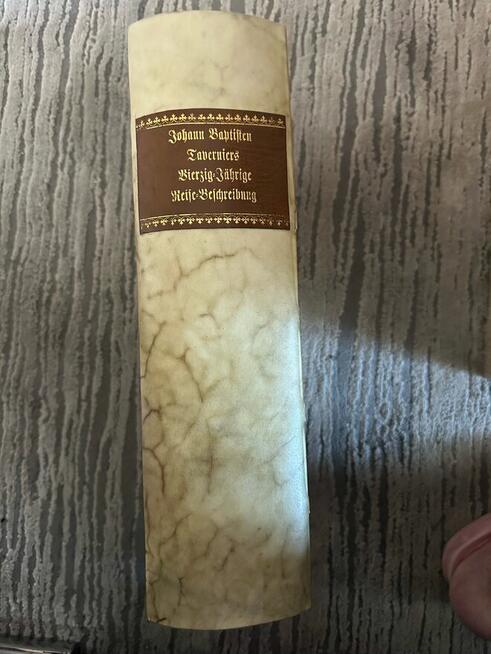 Johann Baptisten
Taverniers
Vierzig-Jährige
Reise-Beschreibung